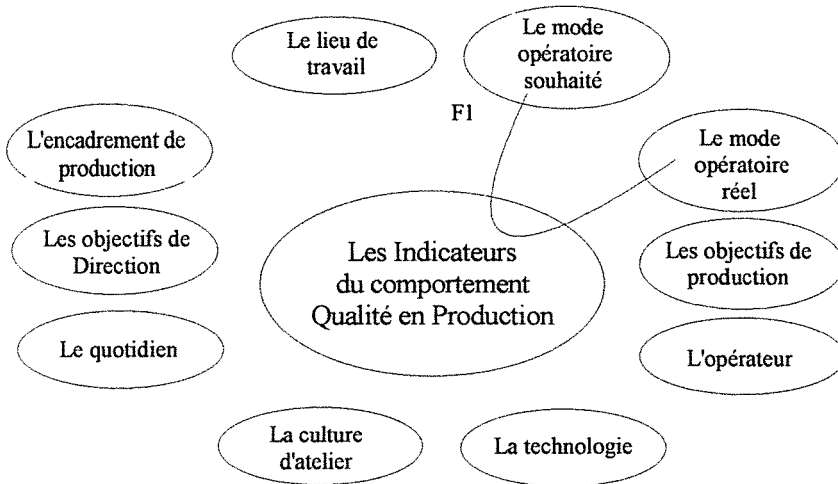 Le lieu de
travail
Le mode
opératoire
souhaité
F1
L'encadrement de
production
Le mode
opératoire
réel
Les objectifs de
Direction
Les Indicateurs
du comportement
Qualité en Production
Les objectifs de
production
Le quotidien
L'opérateur
La culture
d'atelier
La technologie